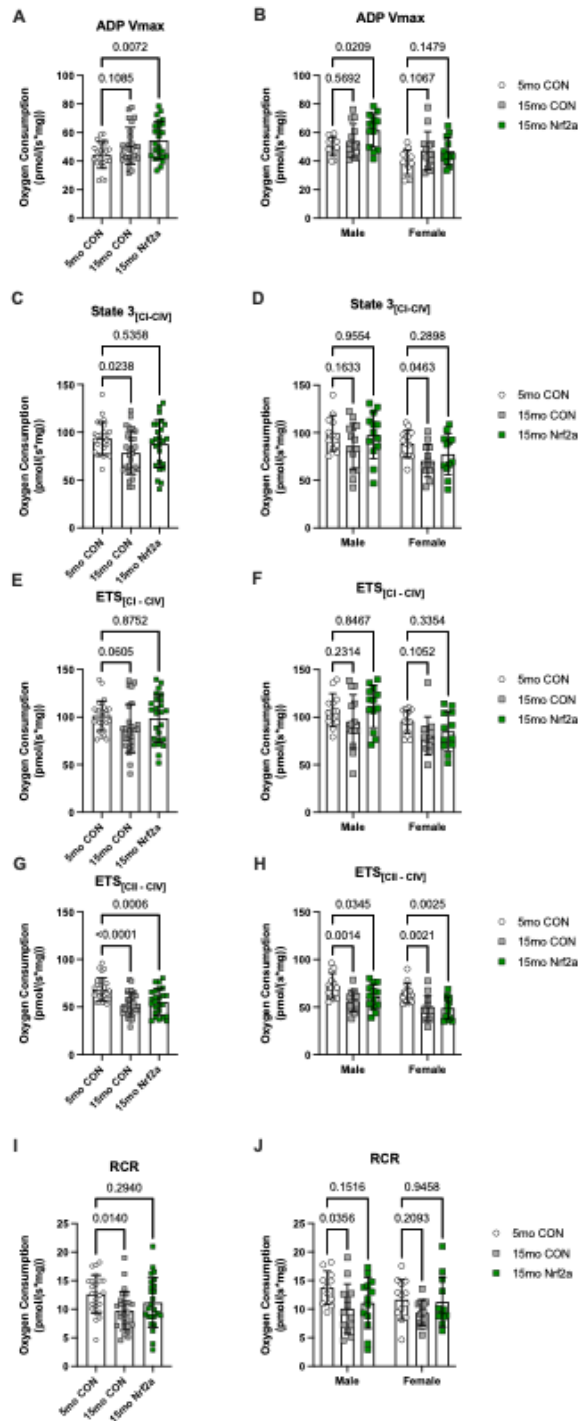 A
ADP Vmax
0.0072
0.1085
Oxygen Consumption
(pmol/(s*mg))
100
80
60
40
20
0
5mo CON
15mo CON
15mo Nrf2a
B
ADP Vmax
0.0209
0.1479
0.5692
0.1067
Oxygen Consumption
(pmol/(s*mg))
100
80
60
40
20
0
Male
Female
5mo CON
15mo CON
15mo Nrf2a
C
State 3[CI-CIV]
0.5358
0.0238
Oxygen Consumption
(pmol/(s*mg))
150
100
50
0
5mo CON
15mo CON
15mo Nrf2a
D
State 3[CI-CIV]
0.9554
0.2898
0.1633
0.0463
Oxygen Consumption
(pmol/(s*mg))
150
100
50
0
Male
Female
5mo CON
15mo CON
15mo Nrf2a
E
ETS[CI - CIV]
0.8752
0.0605
Oxygen Consumption
(pmol/(s*mg))
150
100
50
0
5mo CON
15mo CON
15mo Nrf2a
F
ETS[CI - CIV]
0.8467
0.3354
0.2314
0.1052
Oxygen Consumption
(pmol/(s*mg))
150
100
50
0
Male
Female
5mo CON
15mo CON
15mo Nrf2a
G
ETS[CII - CIV]
0.0006
<0.0001
Oxygen Consumption
(pmol/(s*mg))
150
100
50
0
5mo CON
15mo CON
15mo Nrf2a
H
ETS[CII - CIV]
0.0345
0.0025
0.0014
0.0021
Oxygen Consumption
(pmol/(s*mg))
150
100
50
0
Male
Female
5mo CON
15mo CON
15mo Nrf2a
I
RCR
0.2940
0.0140
Oxygen Consumption
(pmol/(s*mg))
25
20
15
10
5
0
5mo CON
15mo CON
15mo Nrf2a
J
RCR
0.1516
0.9458
0.0356
0.2093
Oxygen Consumption
(pmol/(s*mg))
25
20
15
10
5
0
Male
Female
5mo CON
15mo CON
15mo Nrf2a